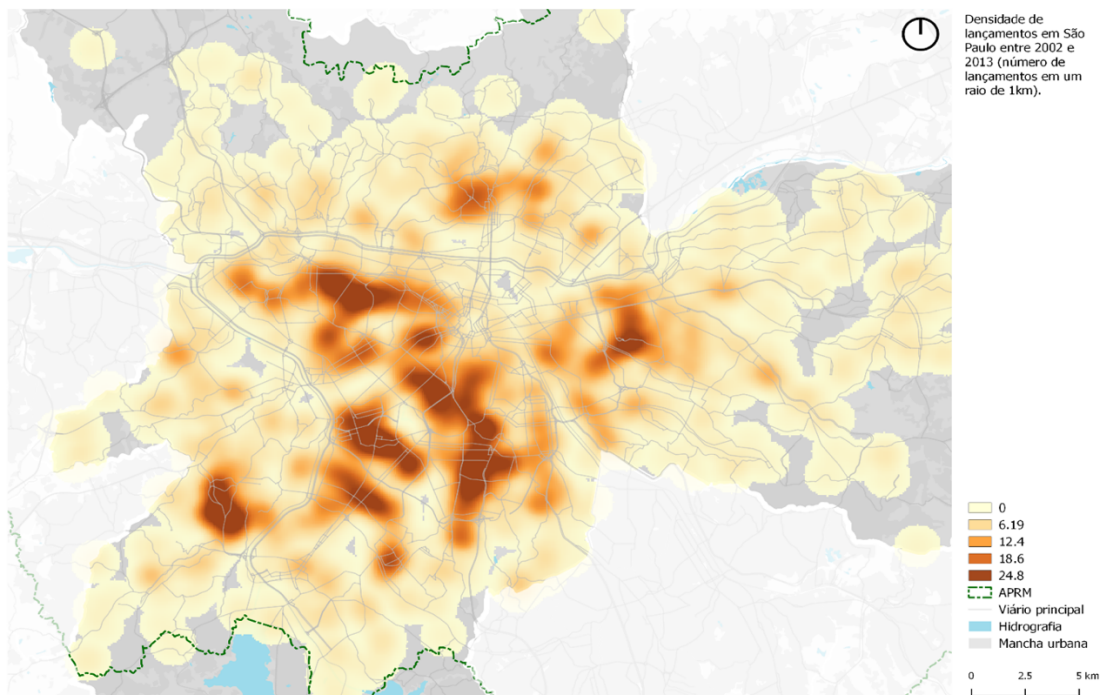 Densidade de
lançamentos em São
Paulo entre 2002 e
2013 (número de
lançamentos em um
raio de 1km).
0
6.19
12.4
18.6
24.8
APRM
Viário principal
Hidrografia
Mancha urbana
0 2.5 5 km